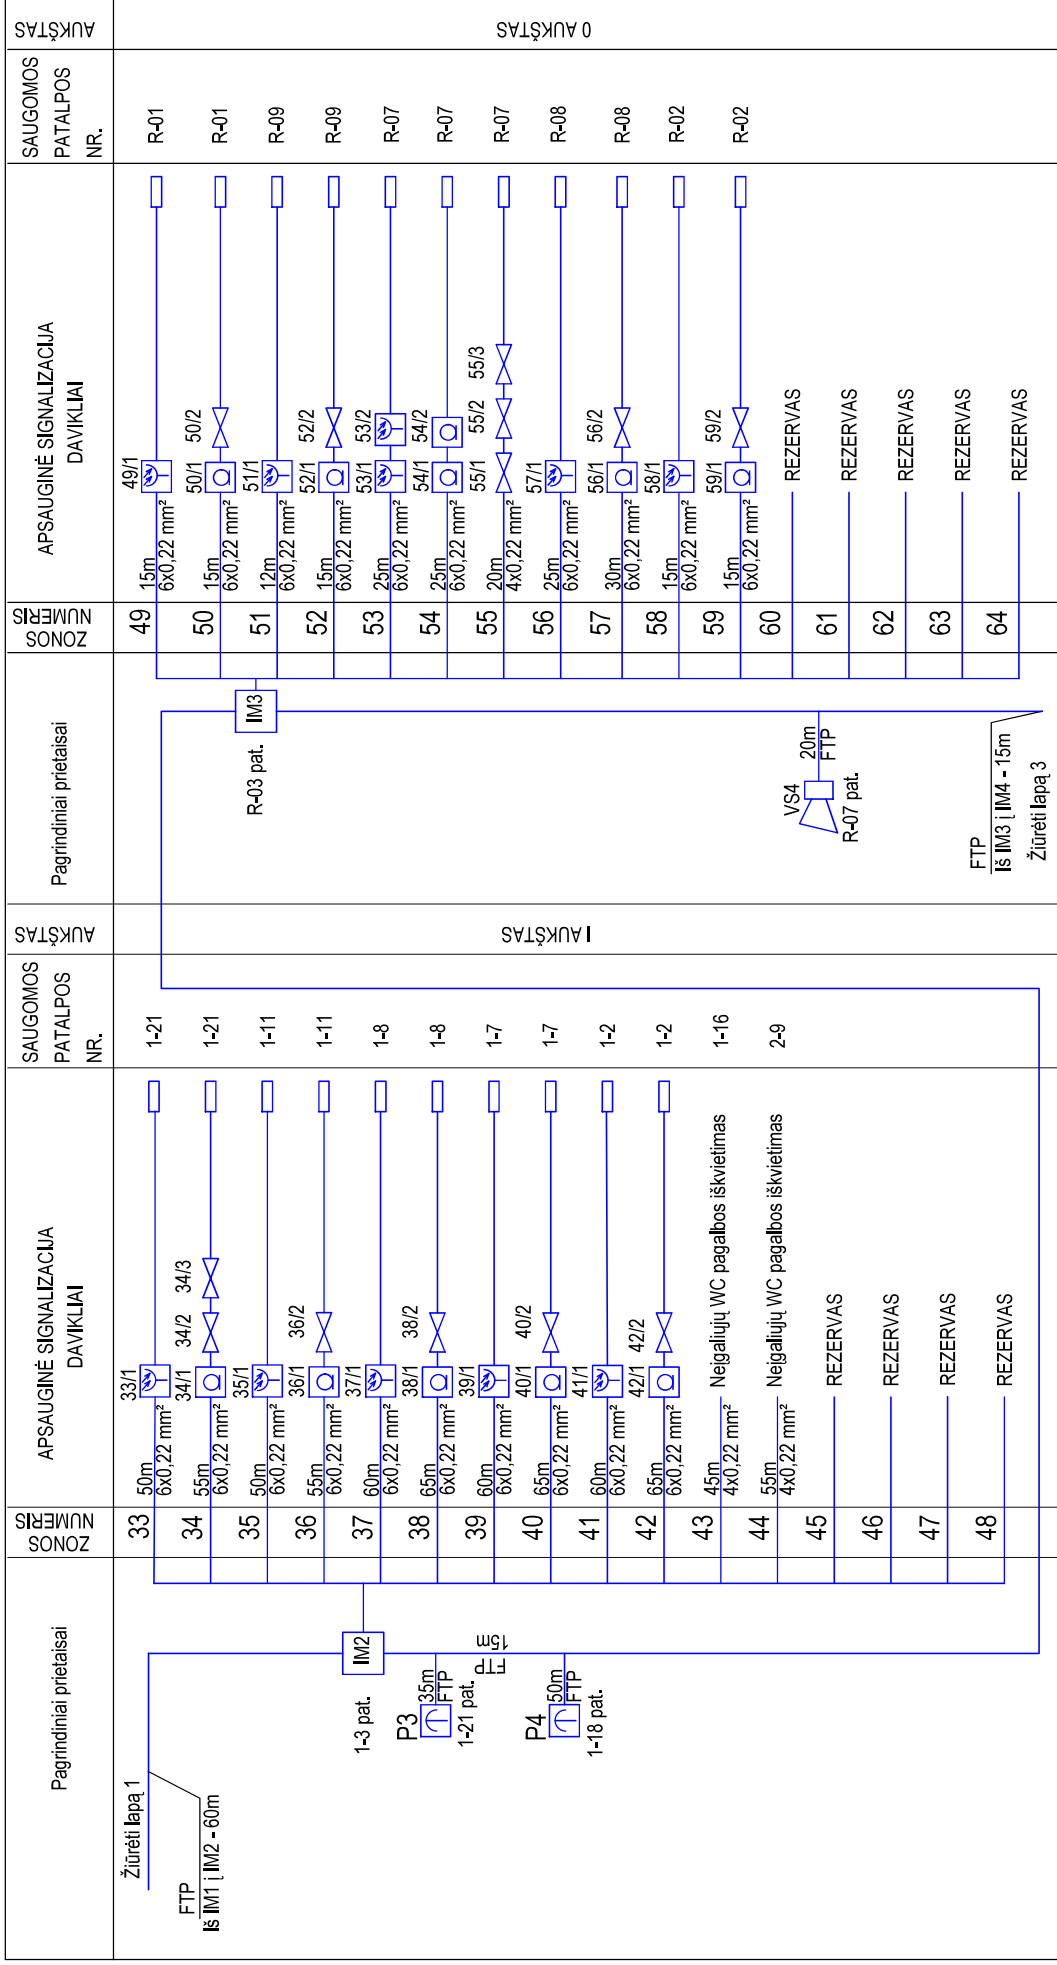 Pagrindiniai prietaisai
ZONOS
NUMERIS
APSAUGINĖ SIGNALIZACIJA
DAVIKLIAI
SAUGOMOS
PATALPOS
NR.
AUKŠTAS
Pagrindiniai prietaisai
ZONOS
NUMERIS
APSAUGINĖ SIGNALIZACIJA
DAVIKLIAI
SAUGOMOS
PATALPOS
NR.
AUKŠTAS
Žiūrėti lapą 1
FTP
Iš IM1 į IM2 - 60m
IM2
1-3 pat.
P3
35m
FTP
1-21 pat.
FTP
15m
P4
50m
FTP
1-18 pat.
33
50m
6x0,22 mm²
33/1
1-21
34
55m
6x0,22 mm²
34/1
34/2
34/3
1-21
35
50m
6x0,22 mm²
35/1
1-11
36
55m
6x0,22 mm²
36/1
36/2
1-11
37
60m
6x0,22 mm²
37/1
1-8
38
65m
6x0,22 mm²
38/1
38/2
1-8
39
60m
6x0,22 mm²
39/1
1-7
40
65m
6x0,22 mm²
40/1
40/2
1-7
41
60m
6x0,22 mm²
41/1
1-2
42
65m
6x0,22 mm²
42/1
42/2
1-2
43
45m
4x0,22 mm²
Neįgaliujų WC pagalbos iškvietimas
1-16
44
55m
4x0,22 mm²
Neįgaliujų WC pagalbos iškvietimas
2-9
45
REZERVAS
46
REZERVAS
47
REZERVAS
48
REZERVAS
I AUKŠTAS
IM3
R-03 pat.
VS4
20m
FTP
R-07 pat.
FTP
Iš IM3 į IM4 - 15m
Žiūrėti lapą 3
49
15m
6x0,22 mm²
49/1
R-01
50
15m
6x0,22 mm²
50/1
50/2
R-01
51
12m
6x0,22 mm²
51/1
R-09
52
15m
6x0,22 mm²
52/1
52/2
R-09
53
25m
6x0,22 mm²
53/1
53/2
R-07
54
25m
6x0,22 mm²
54/1
54/2
R-07
55
20m
4x0,22 mm²
55/1
55/2
55/3
R-07
56
25m
6x0,22 mm²
57/1
R-08
57
30m
6x0,22 mm²
56/1
56/2
R-08
58
15m
6x0,22 mm²
58/1
R-02
59
15m
6x0,22 mm²
59/1
59/2
R-02
60
REZERVAS
61
REZERVAS
62
REZERVAS
63
REZERVAS
64
REZERVAS
0 AUKŠTAS